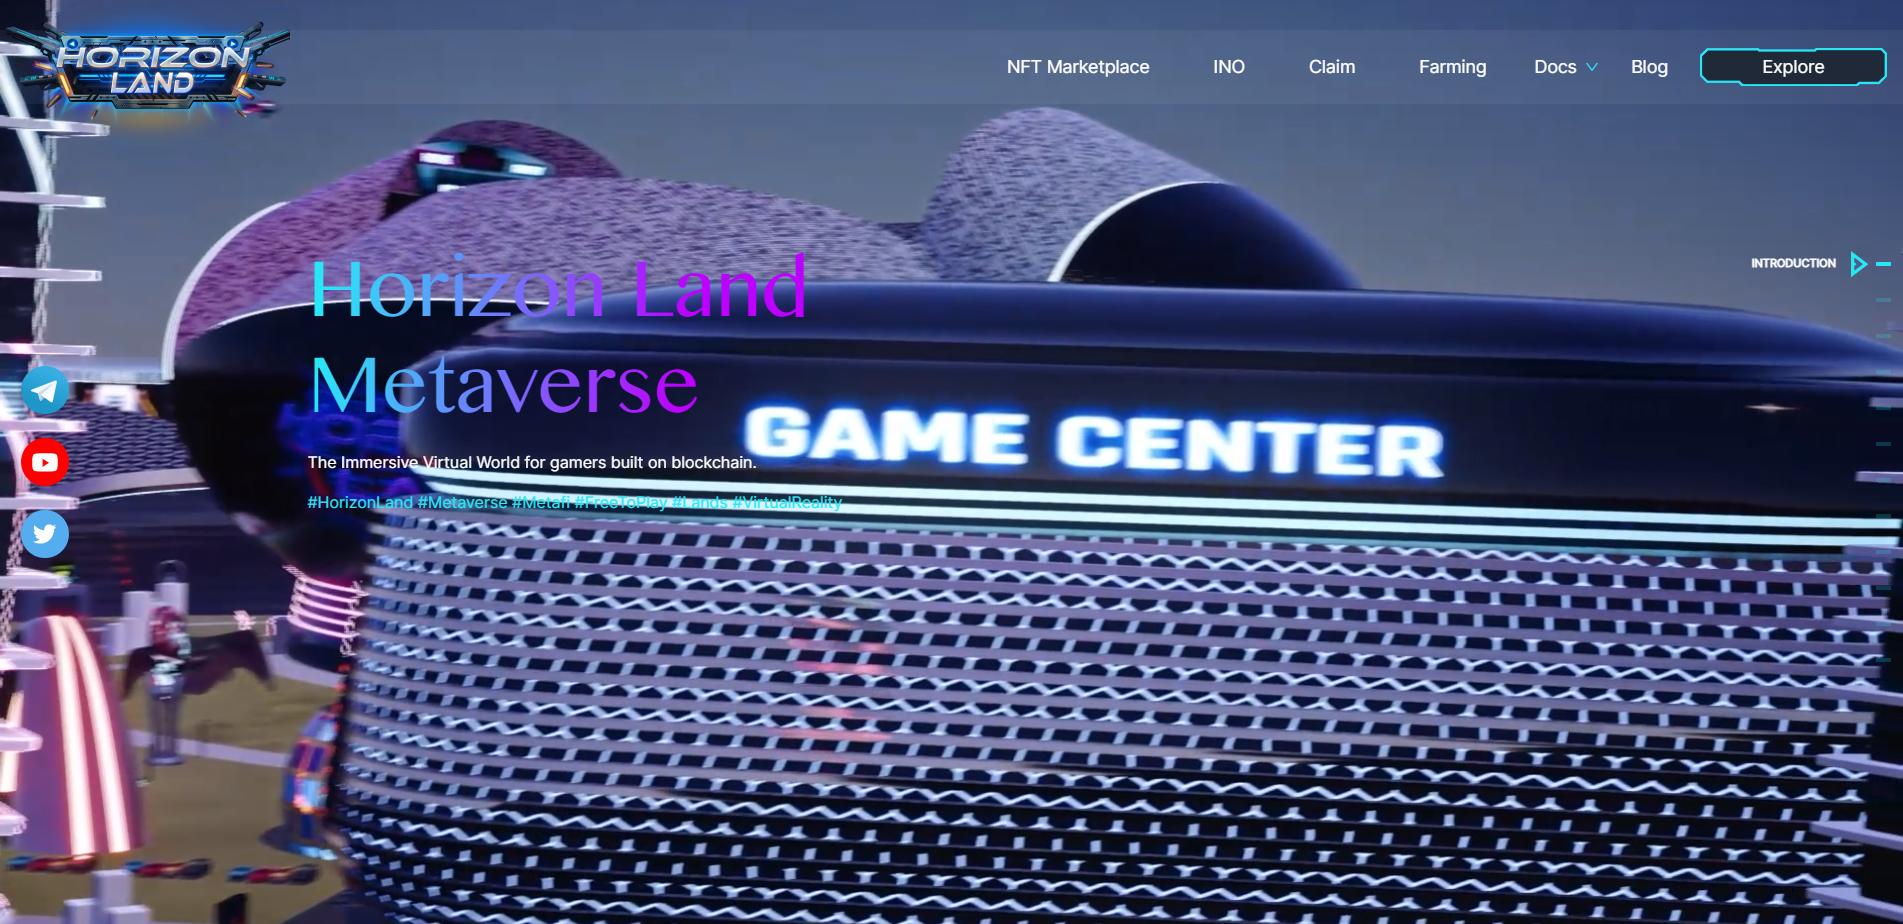 HORIZON
LAND
NFT Marketplace
INO
Claim
Farming
Docs
Blog
Explore
INTRODUCTION
Horizon Land
Metaverse
GAME CENTER
The Immersive Virtual World for gamers built on blockchain.
#HorizonLand #Metaverse #Metafi #FreeToPlay #Lands #VirtualReality